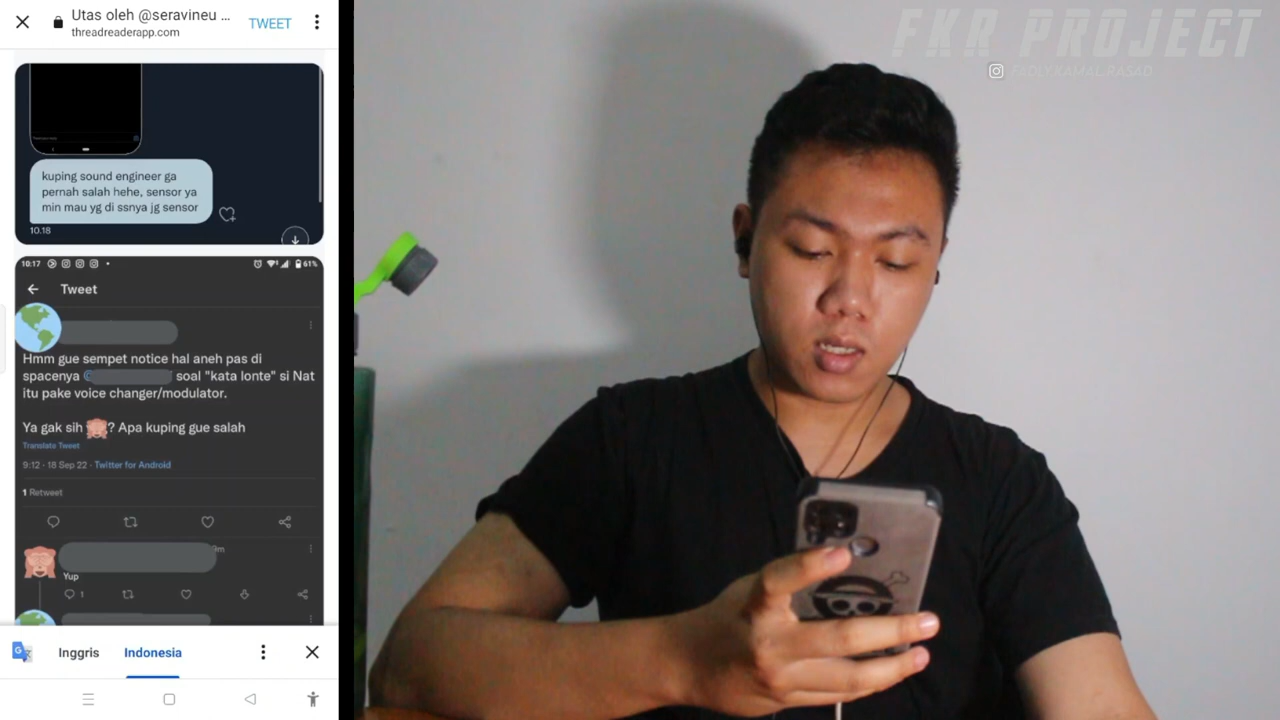 Utas oleh @seravineu ...
TWEET
threadreaderapp.com
kuping sound engineer ga
pernah salah hehe, sensor ya
min mau yg di ssnya jg sensor
10.18
10:17
61%
Tweet
Hmm gue sempet notice hal aneh pas di
spacenya @ soal "kata lonte" si Nat
itu pake voice changer/modulator.
Ya gak sih ? Apa kuping gue salah
Translate Tweet
9:12 · 18 Sep 22 · Twitter for Android
1 Retweet
Yup
1
Inggris
Indonesia
FKR PROJECT